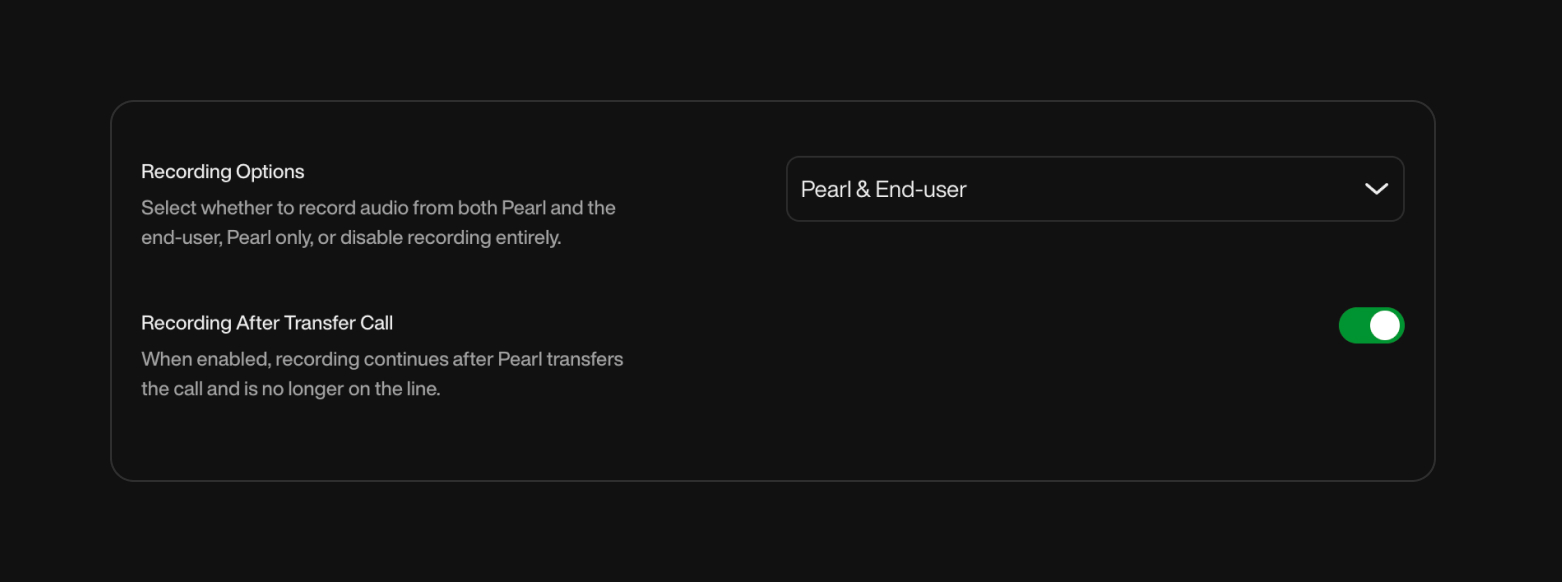 Recording Options
Select whether to record audio from both Pearl and the
end-user, Pearl only, or disable recording entirely.
Pearl & End-user
Recording After Transfer Call
When enabled, recording continues after Pearl transfers
the call and is no longer on the line.